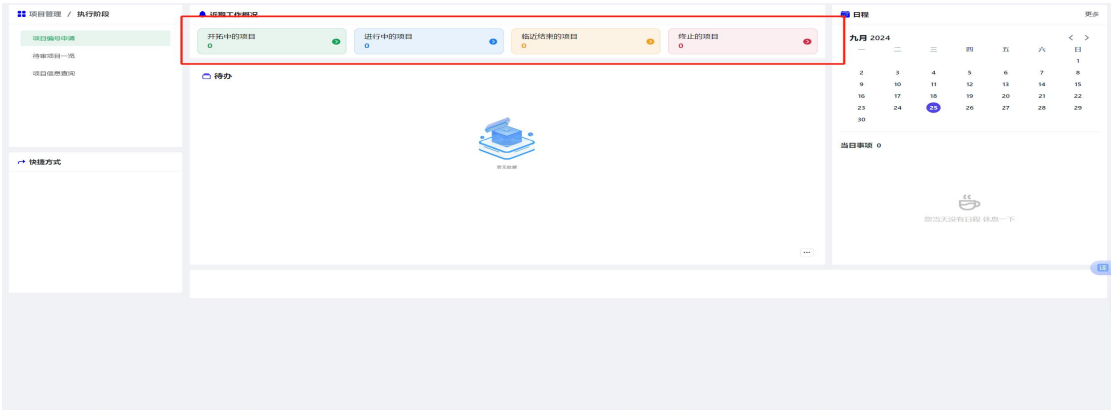 项目管理 / 执行阶段
项目编号申请
待审项目一览
项目信息查询
快捷方式
近期工作概况
开拓中的项目
0
进行中的项目
0
临近结束的项目
0
终止的项目
0
待办
暂无数据
日程
更多
九月 2024
一 二 三 四 五 六 日
1
2 3 4 5 6 7 8
9 10 11 12 13 14 15
16 17 18 19 20 21 22
23 24 25 26 27 28 29
30
当日事项 0
您当天没有日程 休息一下